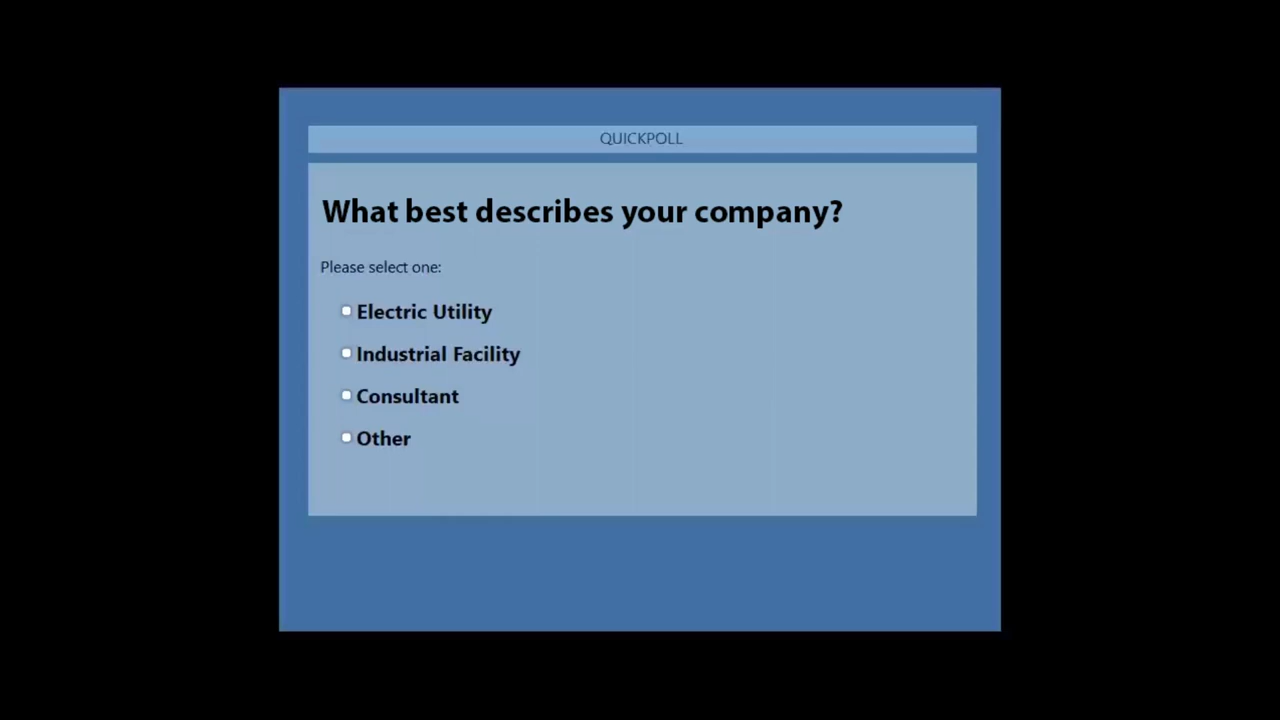 QUICKPOLL
What best describes your company?
Please select one:
Electric Utility
Industrial Facility
Consultant
Other